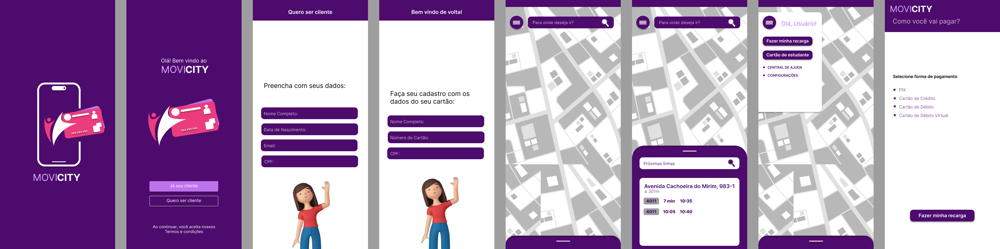 MOVICITY
xxx xxx xxx
Olá! Bem vindo ao
MOVICITY
xxx xxx xxx
Já sou cliente
Quero ser cliente
Ao continuar, você aceita nossos
Termos e condições
Quero ser cliente
Preencha com seus dados:
Nome Completo:
Data de Nascimento:
Email:
CPF:
Bem vindo de volta!
Faça seu cadastro com os
dados do seu cartão:
Nome Completo:
Número do Cartão:
CPF:
Para onde deseja ir?
Para onde deseja ir?
Próximas linhas
Avenida Cachoeira do Mirim, 983-1
a 301m
4011 7 min 10:35
4011 10:05 10:40
Olá, Usuário!
Fazer minha recarga
Cartão de estudante
CENTRAL DE AJUDA
CONFIGURAÇÕES
MOVICITY
Como você vai pagar?
Selecione forma de pagamento
PIX
Cartão de Crédito
Cartão de Débito
Cartão de Débito Virtual
Fazer minha recarga